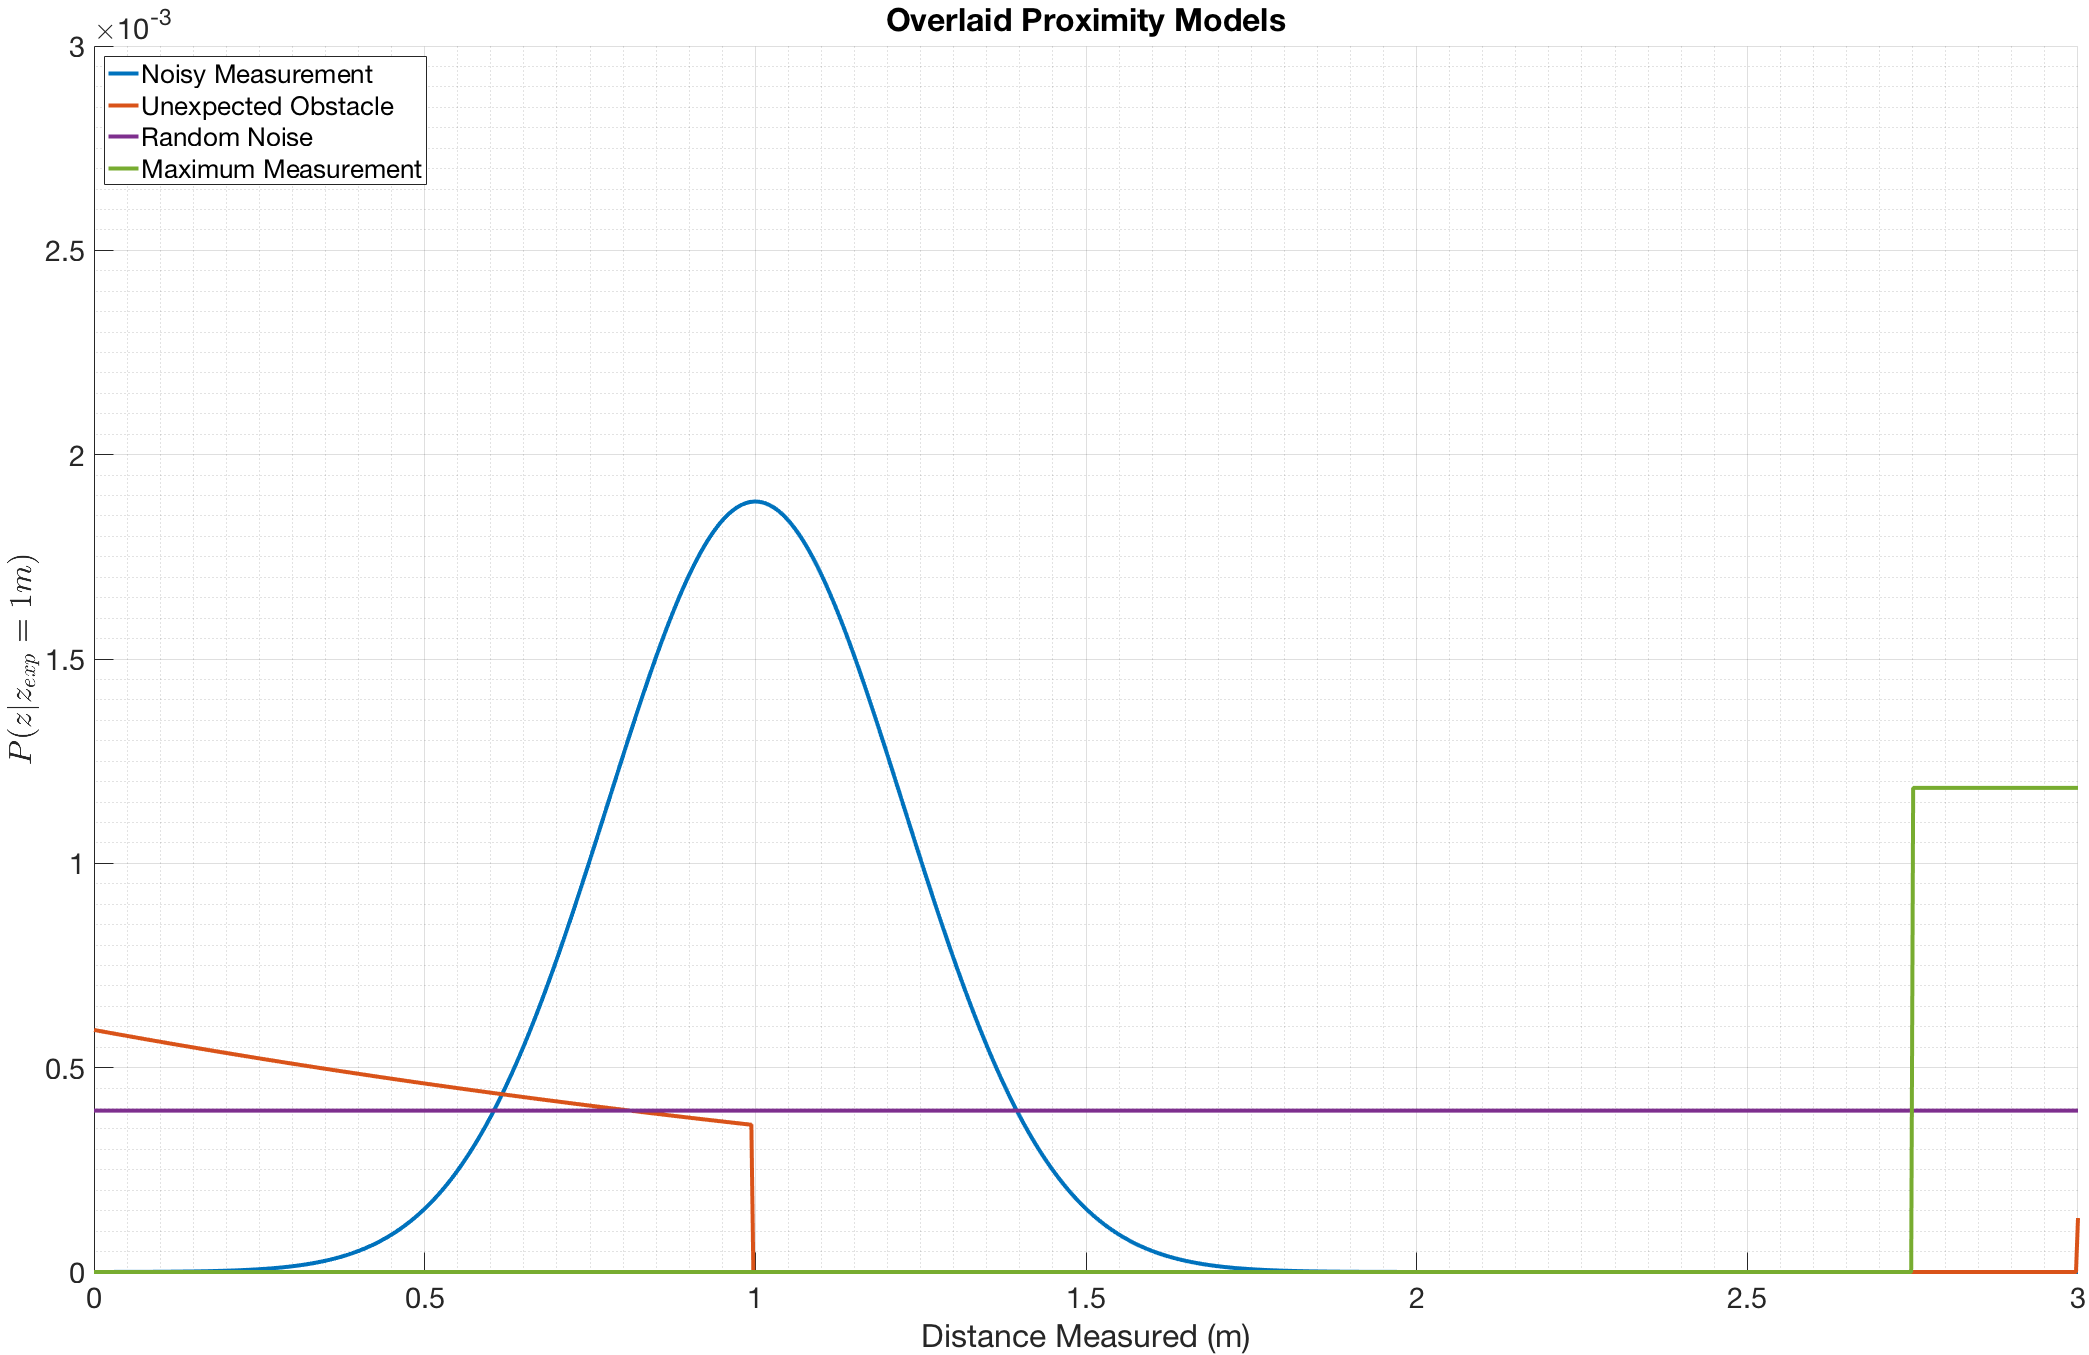 Overlaid Proximity Models
×10-3
3
2.5
2
1.5
1
0.5
0
Noisy Measurement
Unexpected Obstacle
Random Noise
Maximum Measurement
P(z|zexp = 1m)
0 0.5 1 1.5 2 2.5 3
Distance Measured (m)